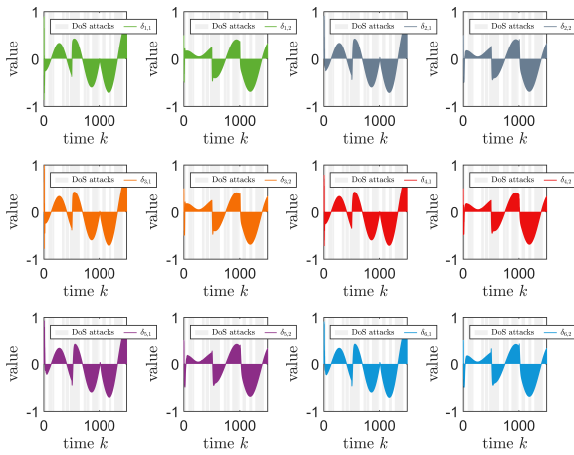 1
DoS attacks δ1,1
value
0
-1
0 1000
time k
1
DoS attacks δ1,2
value
0
-1
0 1000
time k
1
DoS attacks δ2,1
value
0
-1
0 1000
time k
1
DoS attacks δ2,2
value
0
-1
0 1000
time k
1
DoS attacks δ3,1
value
0
-1
0 1000
time k
1
DoS attacks δ3,2
value
0
-1
0 1000
time k
1
DoS attacks δ4,1
value
0
-1
0 1000
time k
1
DoS attacks δ4,2
value
0
-1
0 1000
time k
1
DoS attacks δ5,1
value
0
-1
0 1000
time k
1
DoS attacks δ5,2
value
0
-1
0 1000
time k
1
DoS attacks δ6,1
value
0
-1
0 1000
time k
1
DoS attacks δ6,2
value
0
-1
0 1000
time k